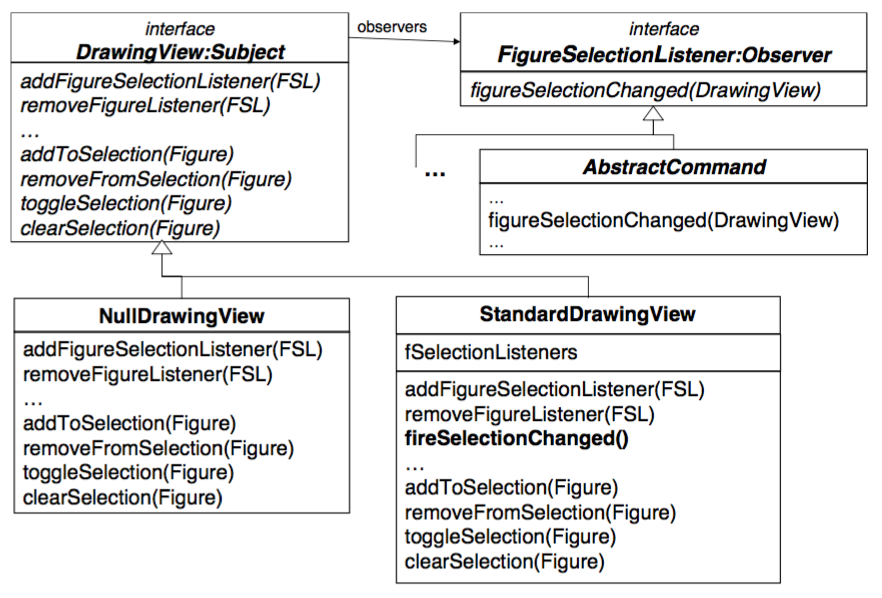 interface
DrawingView:Subject
addFigureSelectionListener(FSL)
removeFigureListener(FSL)
...
addToSelection(Figure)
removeFromSelection(Figure)
toggleSelection(Figure)
clearSelection(Figure)
observers
interface
FigureSelectionListener:Observer
figureSelectionChanged(DrawingView)
...
AbstractCommand
...
figureSelectionChanged(DrawingView)
...
NullDrawingView
addFigureSelectionListener(FSL)
removeFigureListener(FSL)
...
addToSelection(Figure)
removeFromSelection(Figure)
toggleSelection(Figure)
clearSelection(Figure)
StandardDrawingView
fSelectionListeners
addFigureSelectionListener(FSL)
removeFigureListener(FSL)
fireSelectionChanged()
...
addToSelection(Figure)
removeFromSelection(Figure)
toggleSelection(Figure)
clearSelection(Figure)